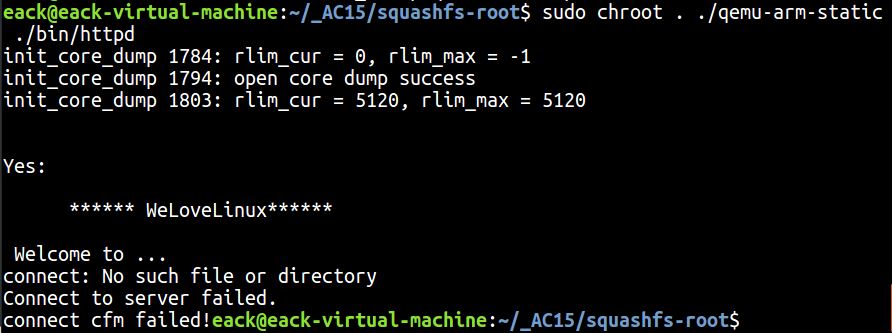 eack@eack-virtual-machine:~/_AC15/squashfs-root$ sudo chroot . ./qemu-arm-static
 ./bin/httpd
init_core_dump 1784: rlim_cur = 0, rlim_max = -1
init_core_dump 1794: open core dump success
init_core_dump 1803: rlim_cur = 5120, rlim_max = 5120
Yes:
****** WeLoveLinux******
Welcome to ...
connect: No such file or directory
Connect to server failed.
connect cfm failed!eack@eack-virtual-machine:~/_AC15/squashfs-root$